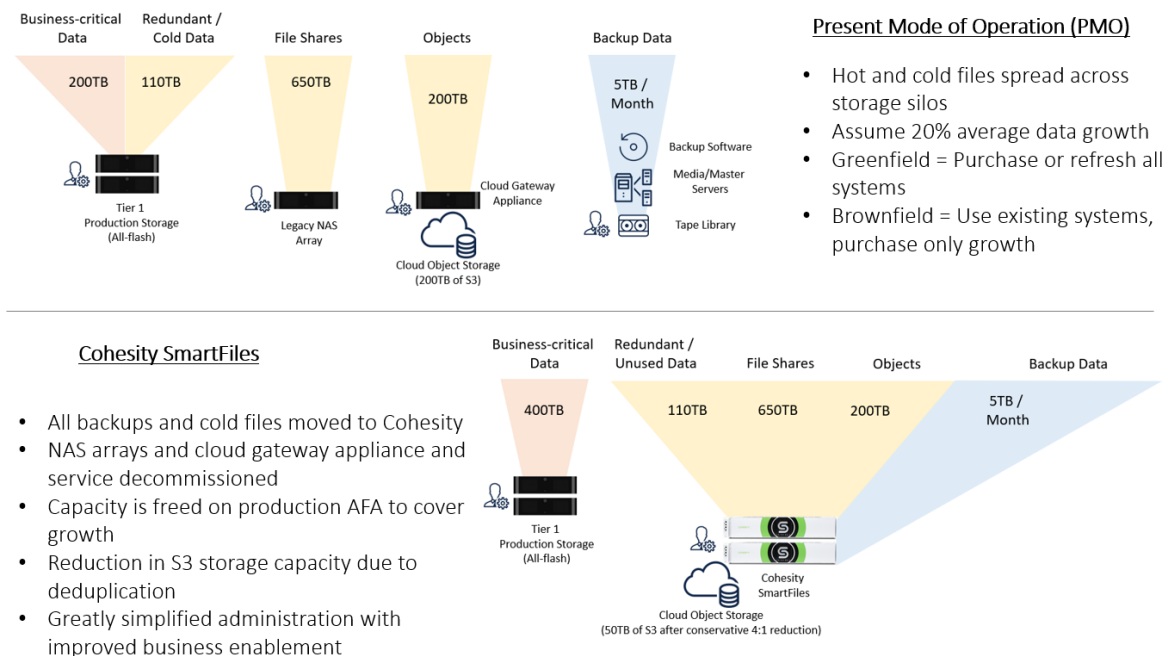 Business-critical
Data
Redundant /
Cold Data
File Shares
Objects
Backup Data
200TB
110TB
650TB
200TB
5TB /
Month
Backup Software
Media/Master
Servers
Tape Library
Cloud Gateway
Appliance
Tier 1
Production Storage
(All-flash)
Legacy NAS
Array
Cloud Object Storage
(200TB of S3)
Present Mode of Operation (PMO)
• Hot and cold files spread across
storage silos
• Assume 20% average data growth
• Greenfield = Purchase or refresh all
systems
• Brownfield = Use existing systems,
purchase only growth
Cohesity SmartFiles
• All backups and cold files moved to Cohesity
• NAS arrays and cloud gateway appliance and
service decommissioned
• Capacity is freed on production AFA to cover
growth
• Reduction in S3 storage capacity due to
deduplication
• Greatly simplified administration with
improved business enablement
Business-critical
Data
Redundant /
Unused Data
File Shares
Objects
Backup Data
400TB
110TB
650TB
200TB
5TB /
Month
Tier 1
Production Storage
(All-flash)
S
S
Cohesity
SmartFiles
Cloud Object Storage
(50TB of S3 after conservative 4:1 reduction)